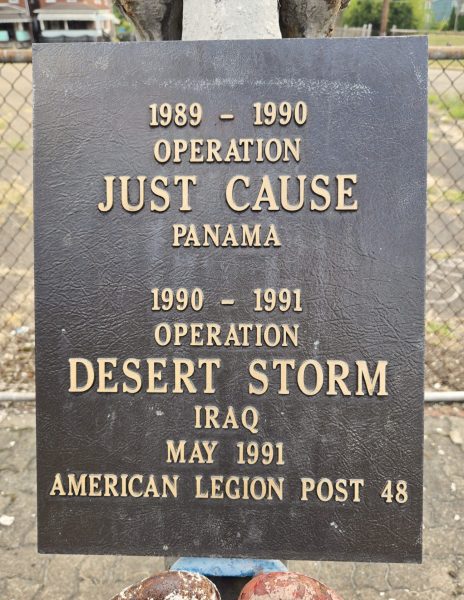 1989 - 1990
OPERATION
JUST CAUSE
PANAMA
1990 - 1991
OPERATION
DESERT STORM
IRAQ
MAY 1991
AMERICAN LEGION POST 48